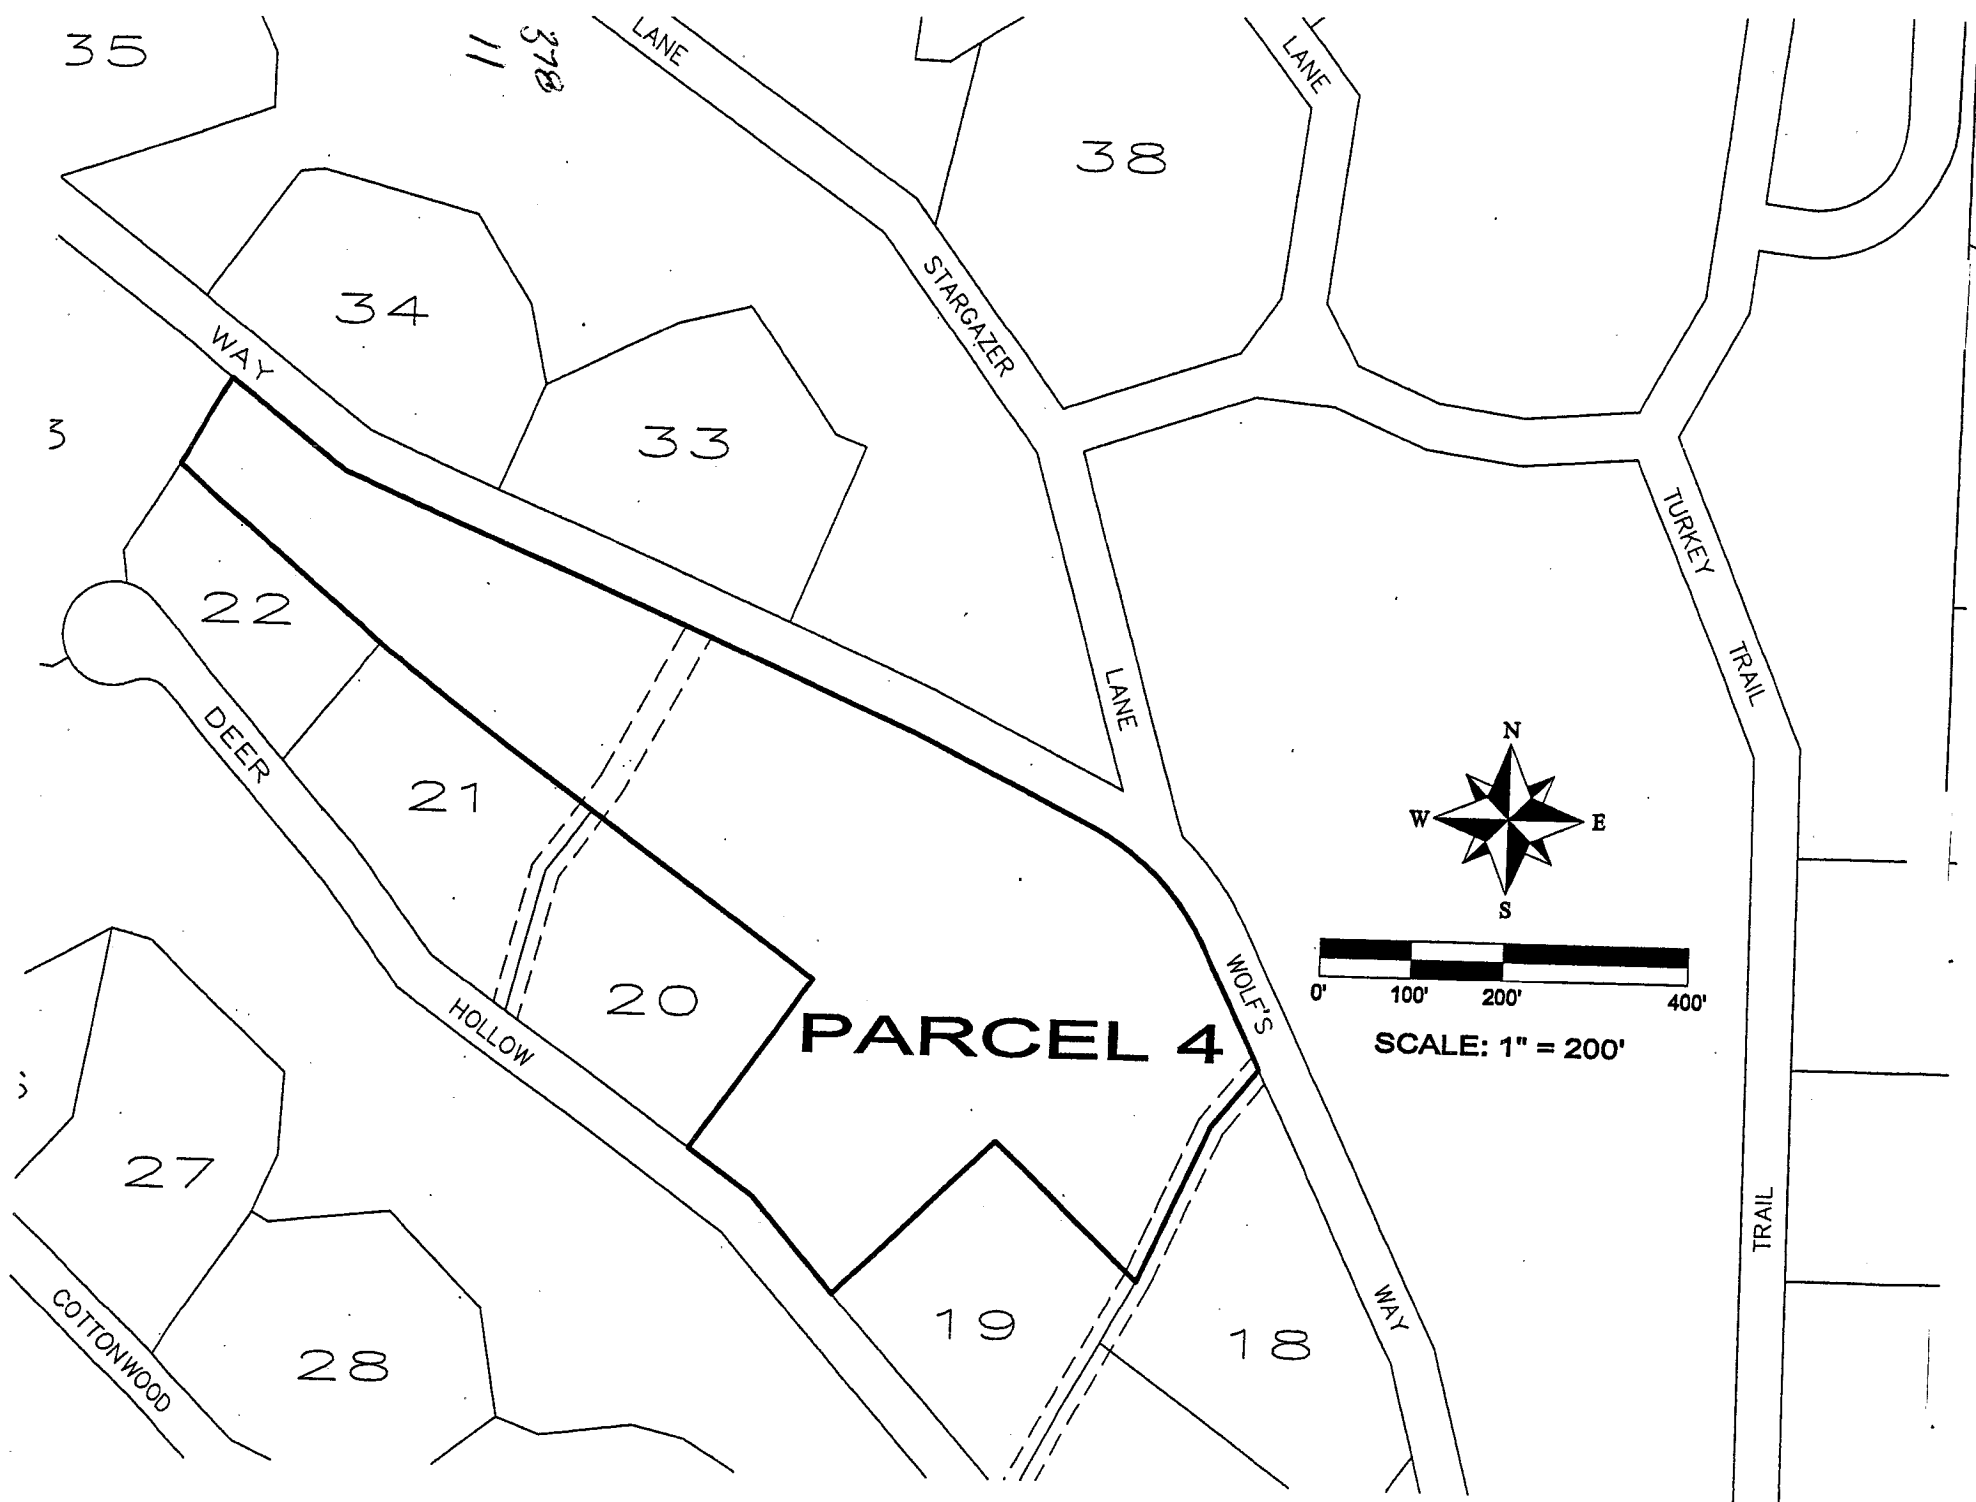 35
11
378
LANE
LANE
38
STARGAZER
34
WAY
33
3
TURKEY
22
TRAIL
LANE
DEER
21
N
W
E
S
20
WOLF'S
0'
100'
200'
400'
HOLLOW
PARCEL 4
SCALE: 1" = 200'
27
TRAIL
COTTONWOOD
19
18
WAY
28